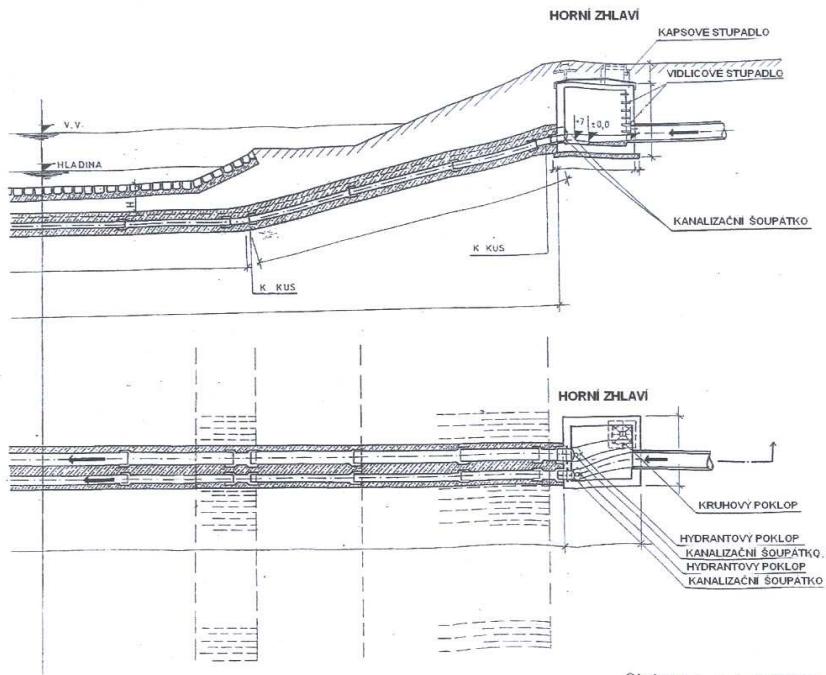 HORNÍ ZHLAVÍ
KAPSOVÉ STUPADLO
VIDLICOVÉ STUPADLO
V.V.
+7 ±0,0
HLADINA
H
KANALIZAČNÍ ŠOUPÁTKO
K KUS
K KUS
HORNÍ ZHLAVÍ
KRUHOVÝ POKLOP
HYDRANTOVÝ POKLOP
KANALIZAČNÍ ŠOUPÁTKO
HYDRANTOVÝ POKLOP
KANALIZAČNÍ ŠOUPÁTKO